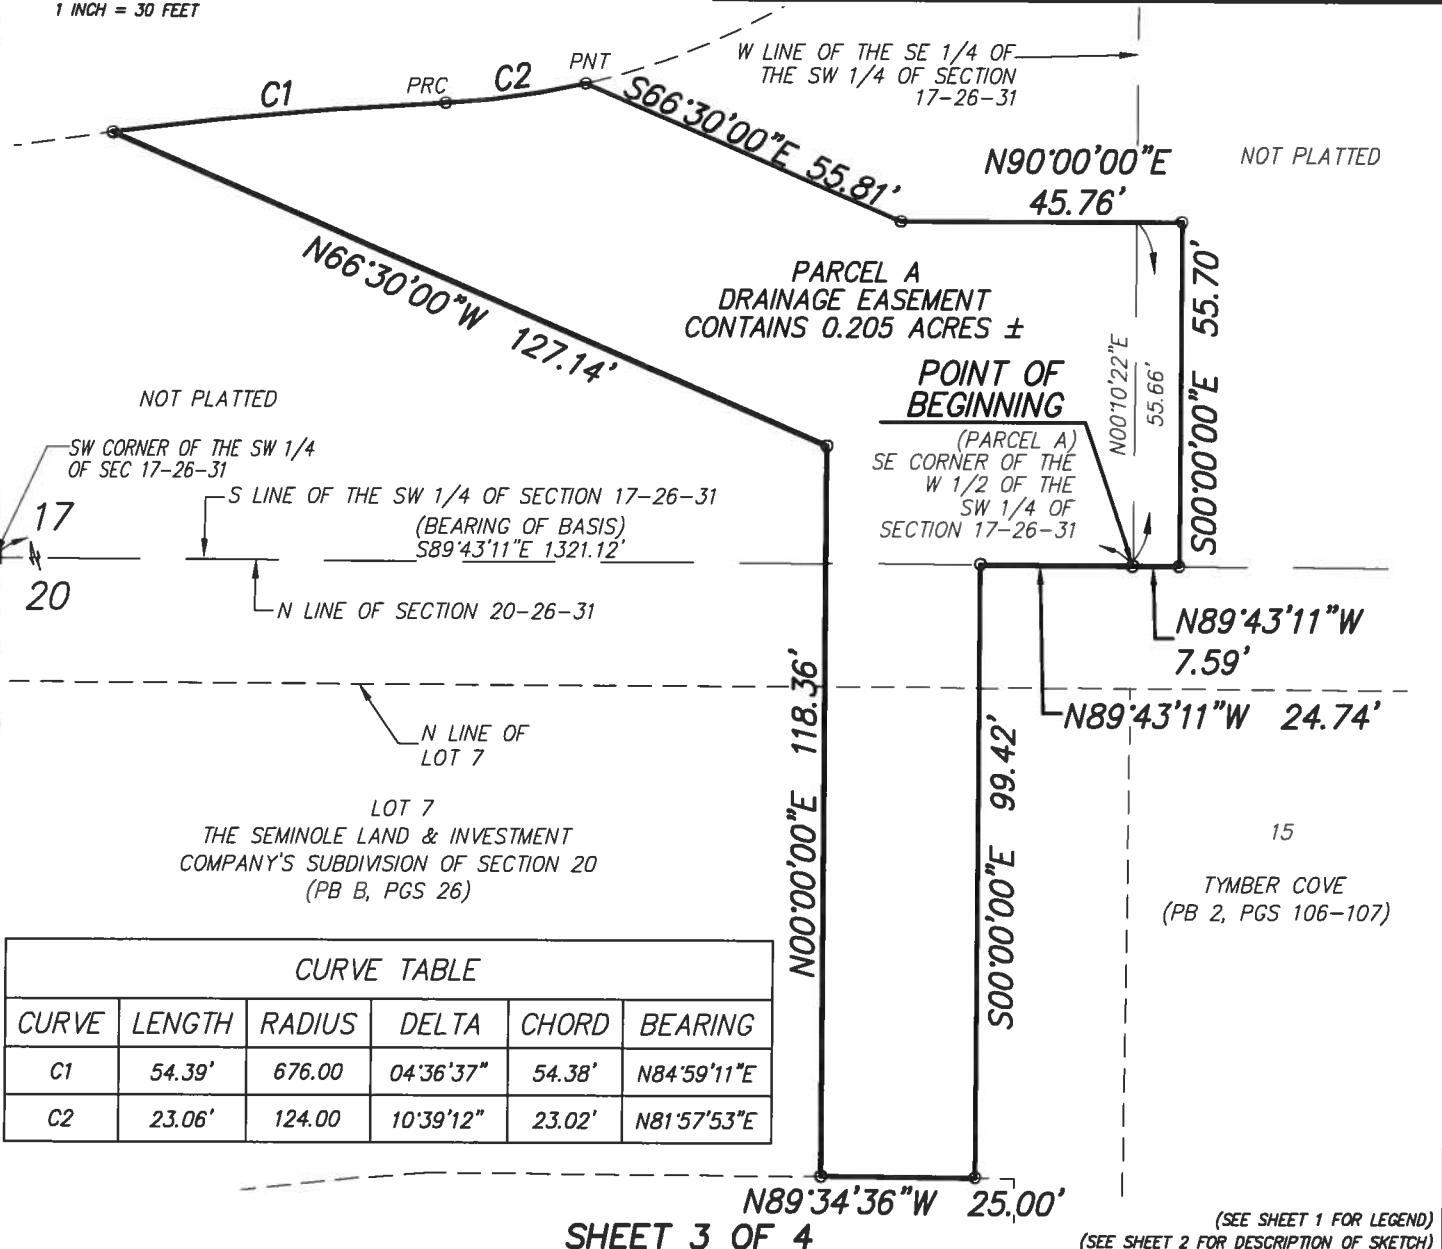 1 INCH = 30 FEET
W LINE OF THE SE 1/4 OF
THE SW 1/4 OF SECTION
17-26-31
PNT
PRC
C2
C1
S66°30'00"E 55.81'
N90°00'00"E
45.76'
NOT PLATTED
N66°30'00"W 127.14'
PARCEL A
DRAINAGE EASEMENT
CONTAINS 0.205 ACRES ±
S00°00'00"E 55.70'
N00°10'22"E
55.66'
POINT OF
BEGINNING
(PARCEL A)
SE CORNER OF THE
W 1/2 OF THE
SW 1/4 OF
SECTION 17-26-31
NOT PLATTED
SW CORNER OF THE SW 1/4
OF SEC 17-26-31
17
20
S LINE OF THE SW 1/4 OF SECTION 17-26-31
(BEARING OF BASIS)
S89°43'11"E 1321.12'
N LINE OF SECTION 20-26-31
N89°43'11"W
7.59'
N89°43'11"W 24.74'
N00°00'00"E 118.36'
S00°00'00"E 99.42'
N LINE OF
LOT 7
LOT 7
THE SEMINOLE LAND & INVESTMENT
COMPANY'S SUBDIVISION OF SECTION 20
(PB B, PGS 26)
15
TYMBER COVE
(PB 2, PGS 106-107)
CURVE TABLE
CURVE LENGTH RADIUS DELTA CHORD BEARING
C1 54.39' 676.00 04°36'37" 54.38' N84°59'11"E
C2 23.06' 124.00 10°39'12" 23.02' N81°57'53"E
N89°34'36"W 25.00'
SHEET 3 OF 4
(SEE SHEET 1 FOR LEGEND)
(SEE SHEET 2 FOR DESCRIPTION OF SKETCH)